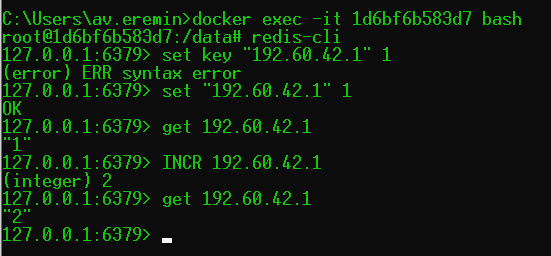 C:\Users\av.eremin>docker exec -it 1d6bf6b583d7 bash
root@1d6bf6b583d7:/data# redis-cli
127.0.0.1:6379> set key "192.60.42.1" 1
(error) ERR syntax error
127.0.0.1:6379> set "192.60.42.1" 1
OK
127.0.0.1:6379> get 192.60.42.1
"1"
127.0.0.1:6379> INCR 192.60.42.1
(integer) 2
127.0.0.1:6379> get 192.60.42.1
"2"
127.0.0.1:6379>